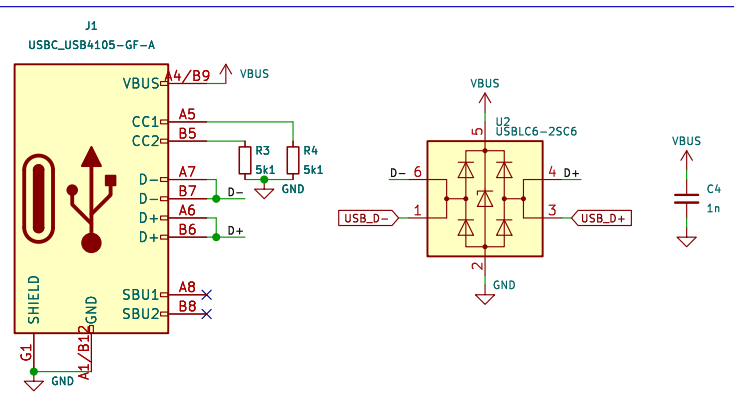 J1
USBC_USB4105-GF-A
VBUS
A4/B9
VBUS
CC1
A5
CC2
B5
R3
5k1
R4
5k1
GND
D-
A7
D-
B7
D-
D+
A6
D+
B6
D+
SBU1
A8
SBU2
B8
SHIELD
GND
G1
A1/B12
GND
VBUS
U2
USBLC6-2SC6
5
D-
6
4
D+
USB_D-
1
3
USB_D+
2
GND
VBUS
C4
1n